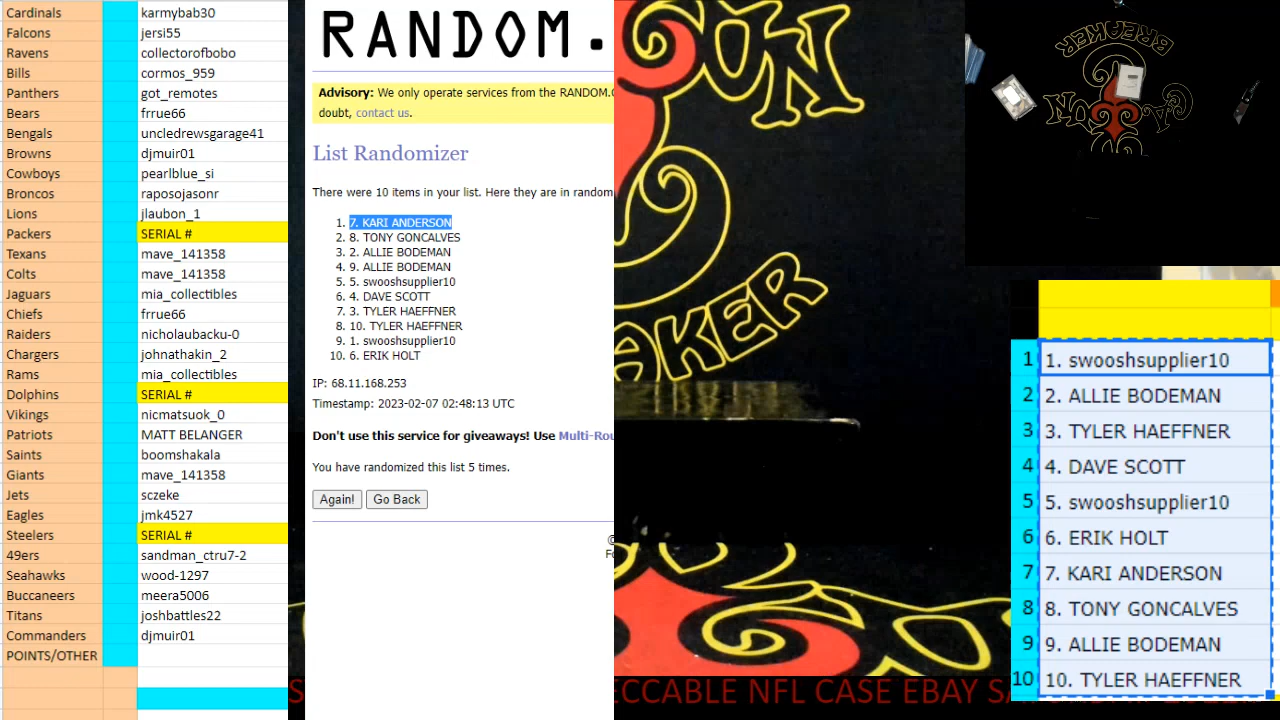 Cardinals karmybab30
Falcons jersi55
Ravens collectorofbobo
Bills cormos_959
Panthers got_remotes
Bears frrue66
Bengals uncledrewsgarage41
Browns djmuir01
Cowboys pearlblue_si
Broncos raposojasonr
Lions jlaubon_1
Packers SERIAL #
Texans mave_141358
Colts mave_141358
Jaguars mia_collectibles
Chiefs frrue66
Raiders nicholaubacku-0
Chargers johnathakin_2
Rams mia_collectibles
Dolphins SERIAL #
Vikings nicmatsuok_0
Patriots MATT BELANGER
Saints boomshakala
Giants mave_141358
Jets sczeke
Eagles jmk4527
Steelers SERIAL #
49ers sandman_ctru7-2
Seahawks wood-1297
Buccaneers meera5006
Titans joshbattles22
Commanders djmuir01
POINTS/OTHER
RANDOM.
Advisory: We only operate services from the RANDOM.
doubt, contact us.
List Randomizer
There were 10 items in your list. Here they are in random
1. 7. KARI ANDERSON
2. 8. TONY GONCALVES
3. 2. ALLIE BODEMAN
4. 9. ALLIE BODEMAN
5. 5. swooshsupplier10
6. 4. DAVE SCOTT
7. 3. TYLER HAEFFNER
8. 10. TYLER HAEFFNER
9. 1. swooshsupplier10
10. 6. ERIK HOLT
IP: 68.11.168.253
Timestamp: 2023-02-07 02:48:13 UTC
Don't use this service for giveaways! Use Multi-Rou
You have randomized this list 5 times.
Again! Go Back
ON
AKER
BREAKER
ECCABLE NFL CASE EBAY
1 1. swooshsupplier10
2 2. ALLIE BODEMAN
3 3. TYLER HAEFFNER
4 4. DAVE SCOTT
5 5. swooshsupplier10
6 6. ERIK HOLT
7 7. KARI ANDERSON
8 8. TONY GONCALVES
9 9. ALLIE BODEMAN
10 10. TYLER HAEFFNER